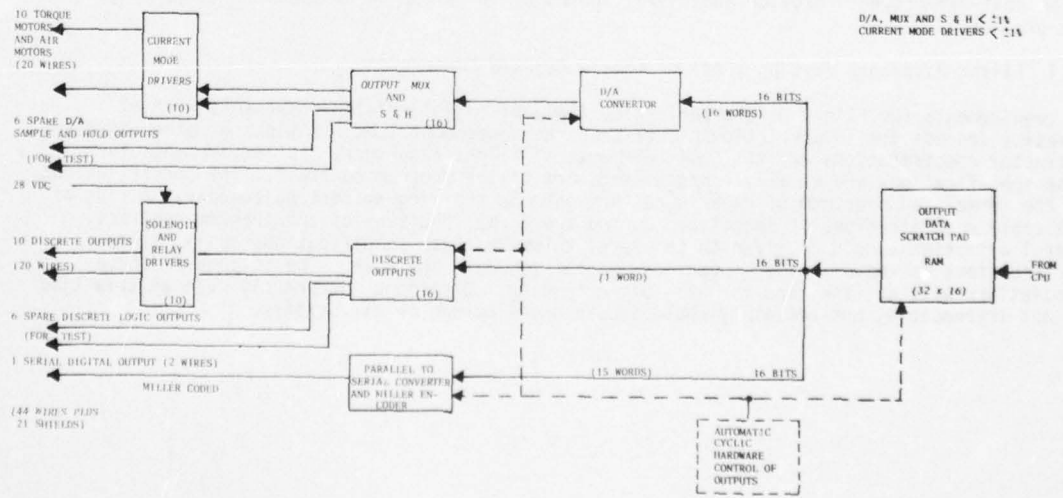 D/A, MUX AND S & H < ±1%
CURRENT MODE DRIVERS < ±1%
10 TORQUE
MOTORS
AND AIR
MOTORS
(20 WIRES)
CURRENT
MODE
DRIVERS
(10)
OUTPUT MUX
AND
S & H
(16)
D/A
CONVERTOR
16 BITS
(16 WORDS)
6 SPARE D/A
SAMPLE AND HOLD OUTPUTS
(FOR TEST)
28 VDC
SOLENOID
AND
RELAY
DRIVERS
(10)
10 DISCRETE OUTPUTS
(20 WIRES)
DISCRETE
OUTPUTS
(16)
16 BITS
(1 WORD)
OUTPUT
DATA
SCRATCH PAD
RAM
(32 x 16)
FROM
CPU
6 SPARE DISCRETE LOGIC OUTPUTS
(FOR TEST)
1 SERIAL DIGITAL OUTPUT (2 WIRES)
MILLER CODED
PARALLEL TO
SERIAL CONVERTER
AND MILLER EN-
CODER
(15 WORDS)
16 BITS
(44 WIRES PLUS
21 SHIELDS)
AUTOMATIC
CYCLIC
HARDWARE
CONTROL OF
OUTPUTS